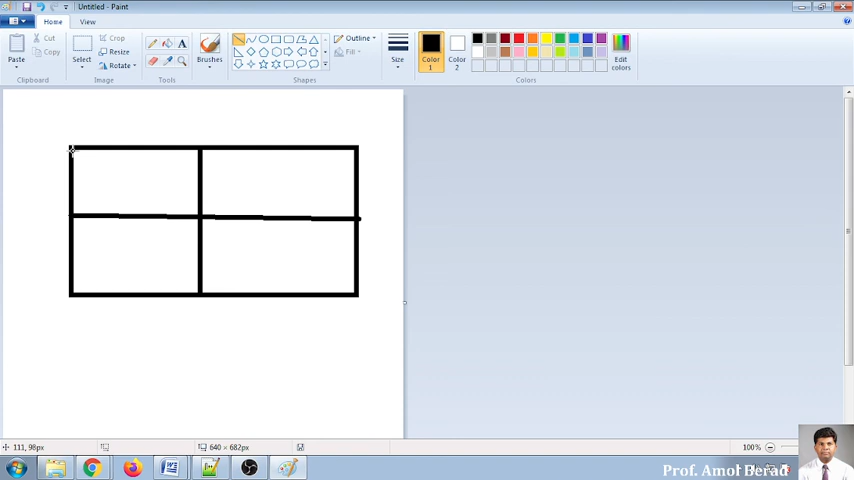 Untitled - Paint
Home View
Paste
Cut
Copy
Clipboard
Select
Crop
Resize
Rotate
Image
A
Tools
Brushes
Outline
Fill
Shapes
Size
Color 1
Color 2
Edit colors
Colors
111, 98px
640 × 682px
100%
W
Prof. Amol Berad